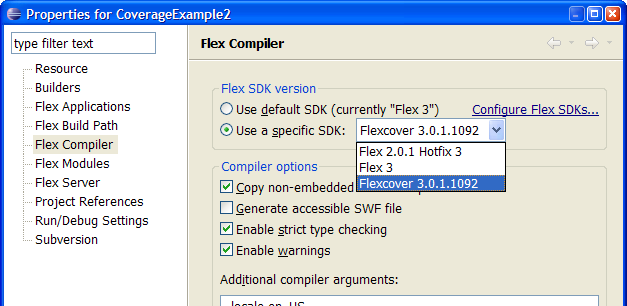 Properties for CoverageExample2
type filter text
Resource
Builders
Flex Applications
Flex Build Path
Flex Compiler
Flex Modules
Flex Server
Project References
Run/Debug Settings
Subversion
Flex Compiler
Flex SDK version
Use default SDK (currently "Flex 3") Configure Flex SDKs...
Use a specific SDK: Flexcover 3.0.1.1092
Flex 2.0.1 Hotfix 3
Flex 3
Flexcover 3.0.1.1092
Compiler options
Copy non-embedded
Generate accessible SWF file
Enable strict type checking
Enable warnings
Additional compiler arguments:
locale en_US